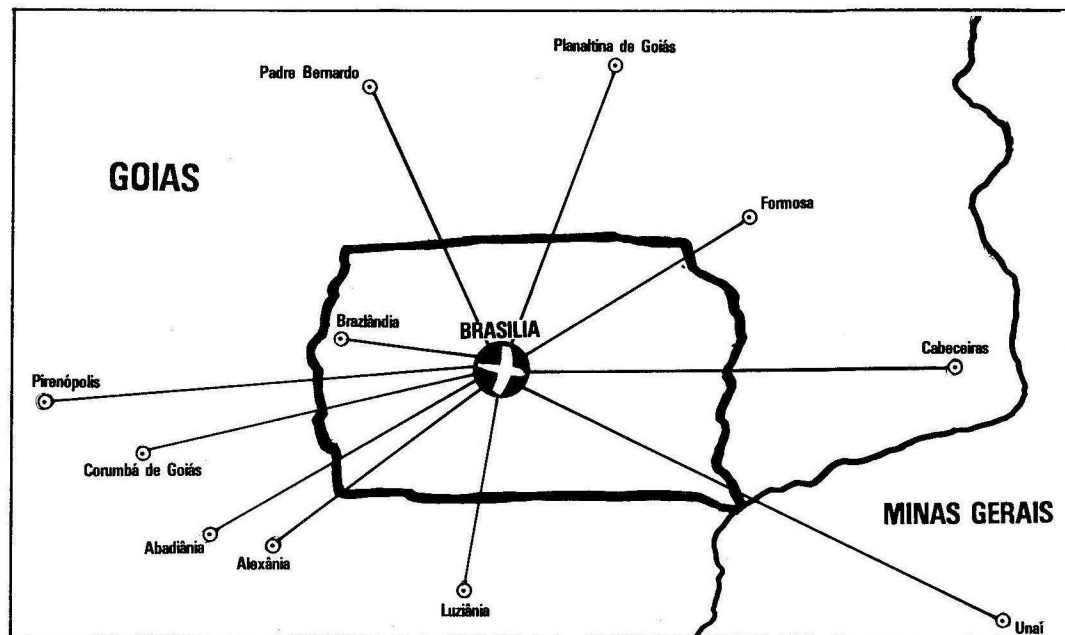 Planaltina de Goiás
Padre Bernardo
GOIAS
Formosa
Brazlândia
BRASILIA
Cabeceiras
Pirenópolis
Corumbá de Goiás
MINAS GERAIS
Abadiânia
Alexânia
Luziânia
Unaí